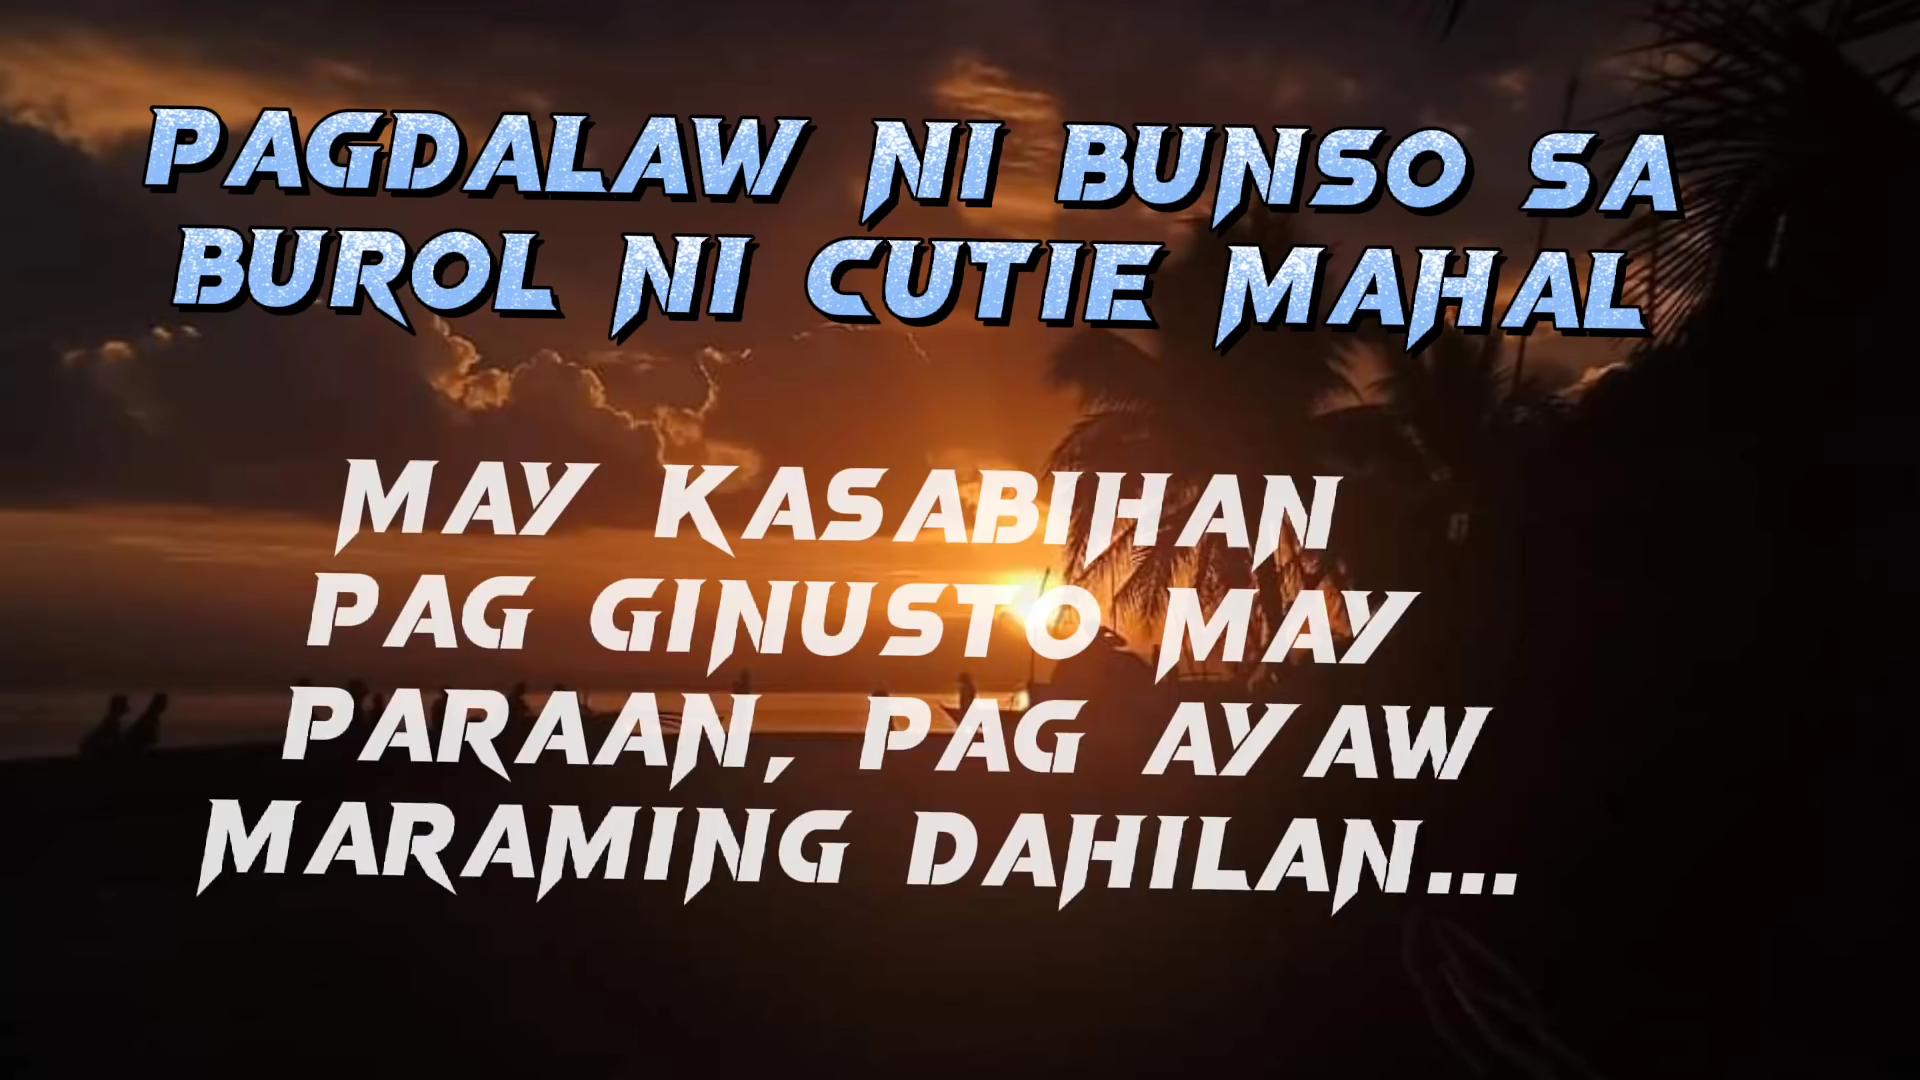 PAGDALAW NI BUNSO SA
BUROL NI CUTIE MAHAL
MAY KASABIHAN
PAG GINUSTO MAY
PARAAN, PAG AYAW
MARAMING DAHILAN...